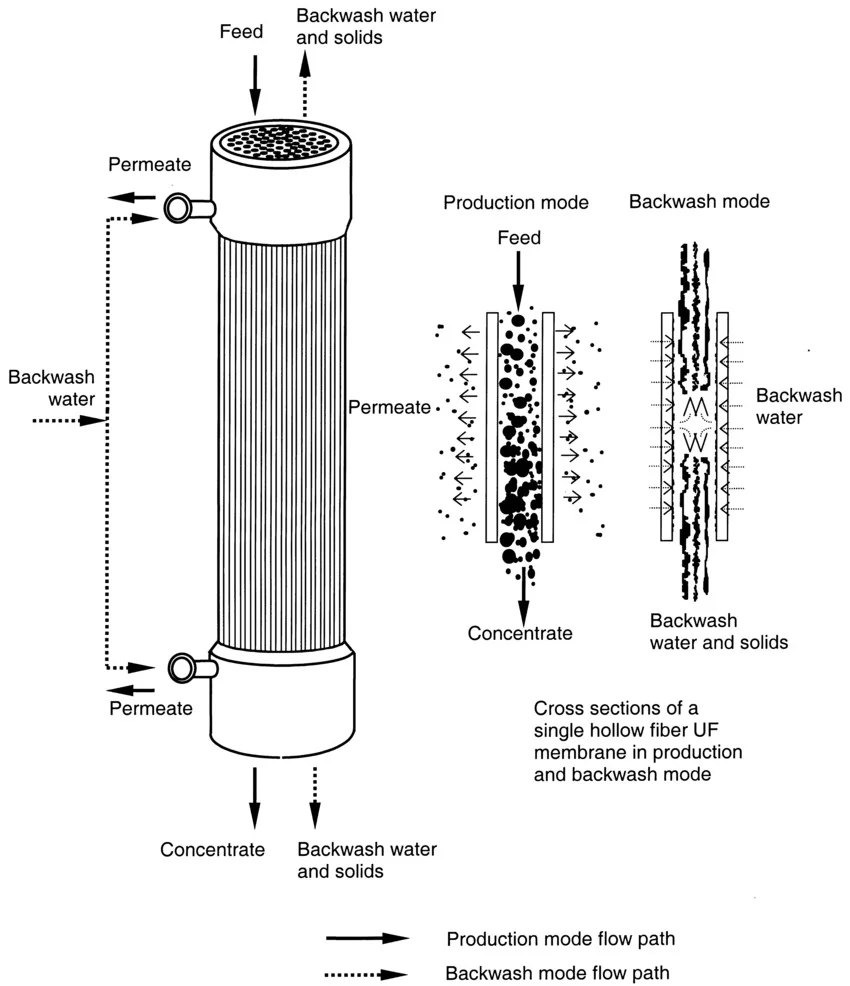 Backwash water
and solids
Feed
Permeate
Production mode
Backwash mode
Feed
Backwash
water
Permeate
Backwash
water
Concentrate
Backwash
water and solids
Permeate
Cross sections of a
single hollow fiber UF
membrane in production
and backwash mode
Concentrate
Backwash water
and solids
Production mode flow path
Backwash mode flow path